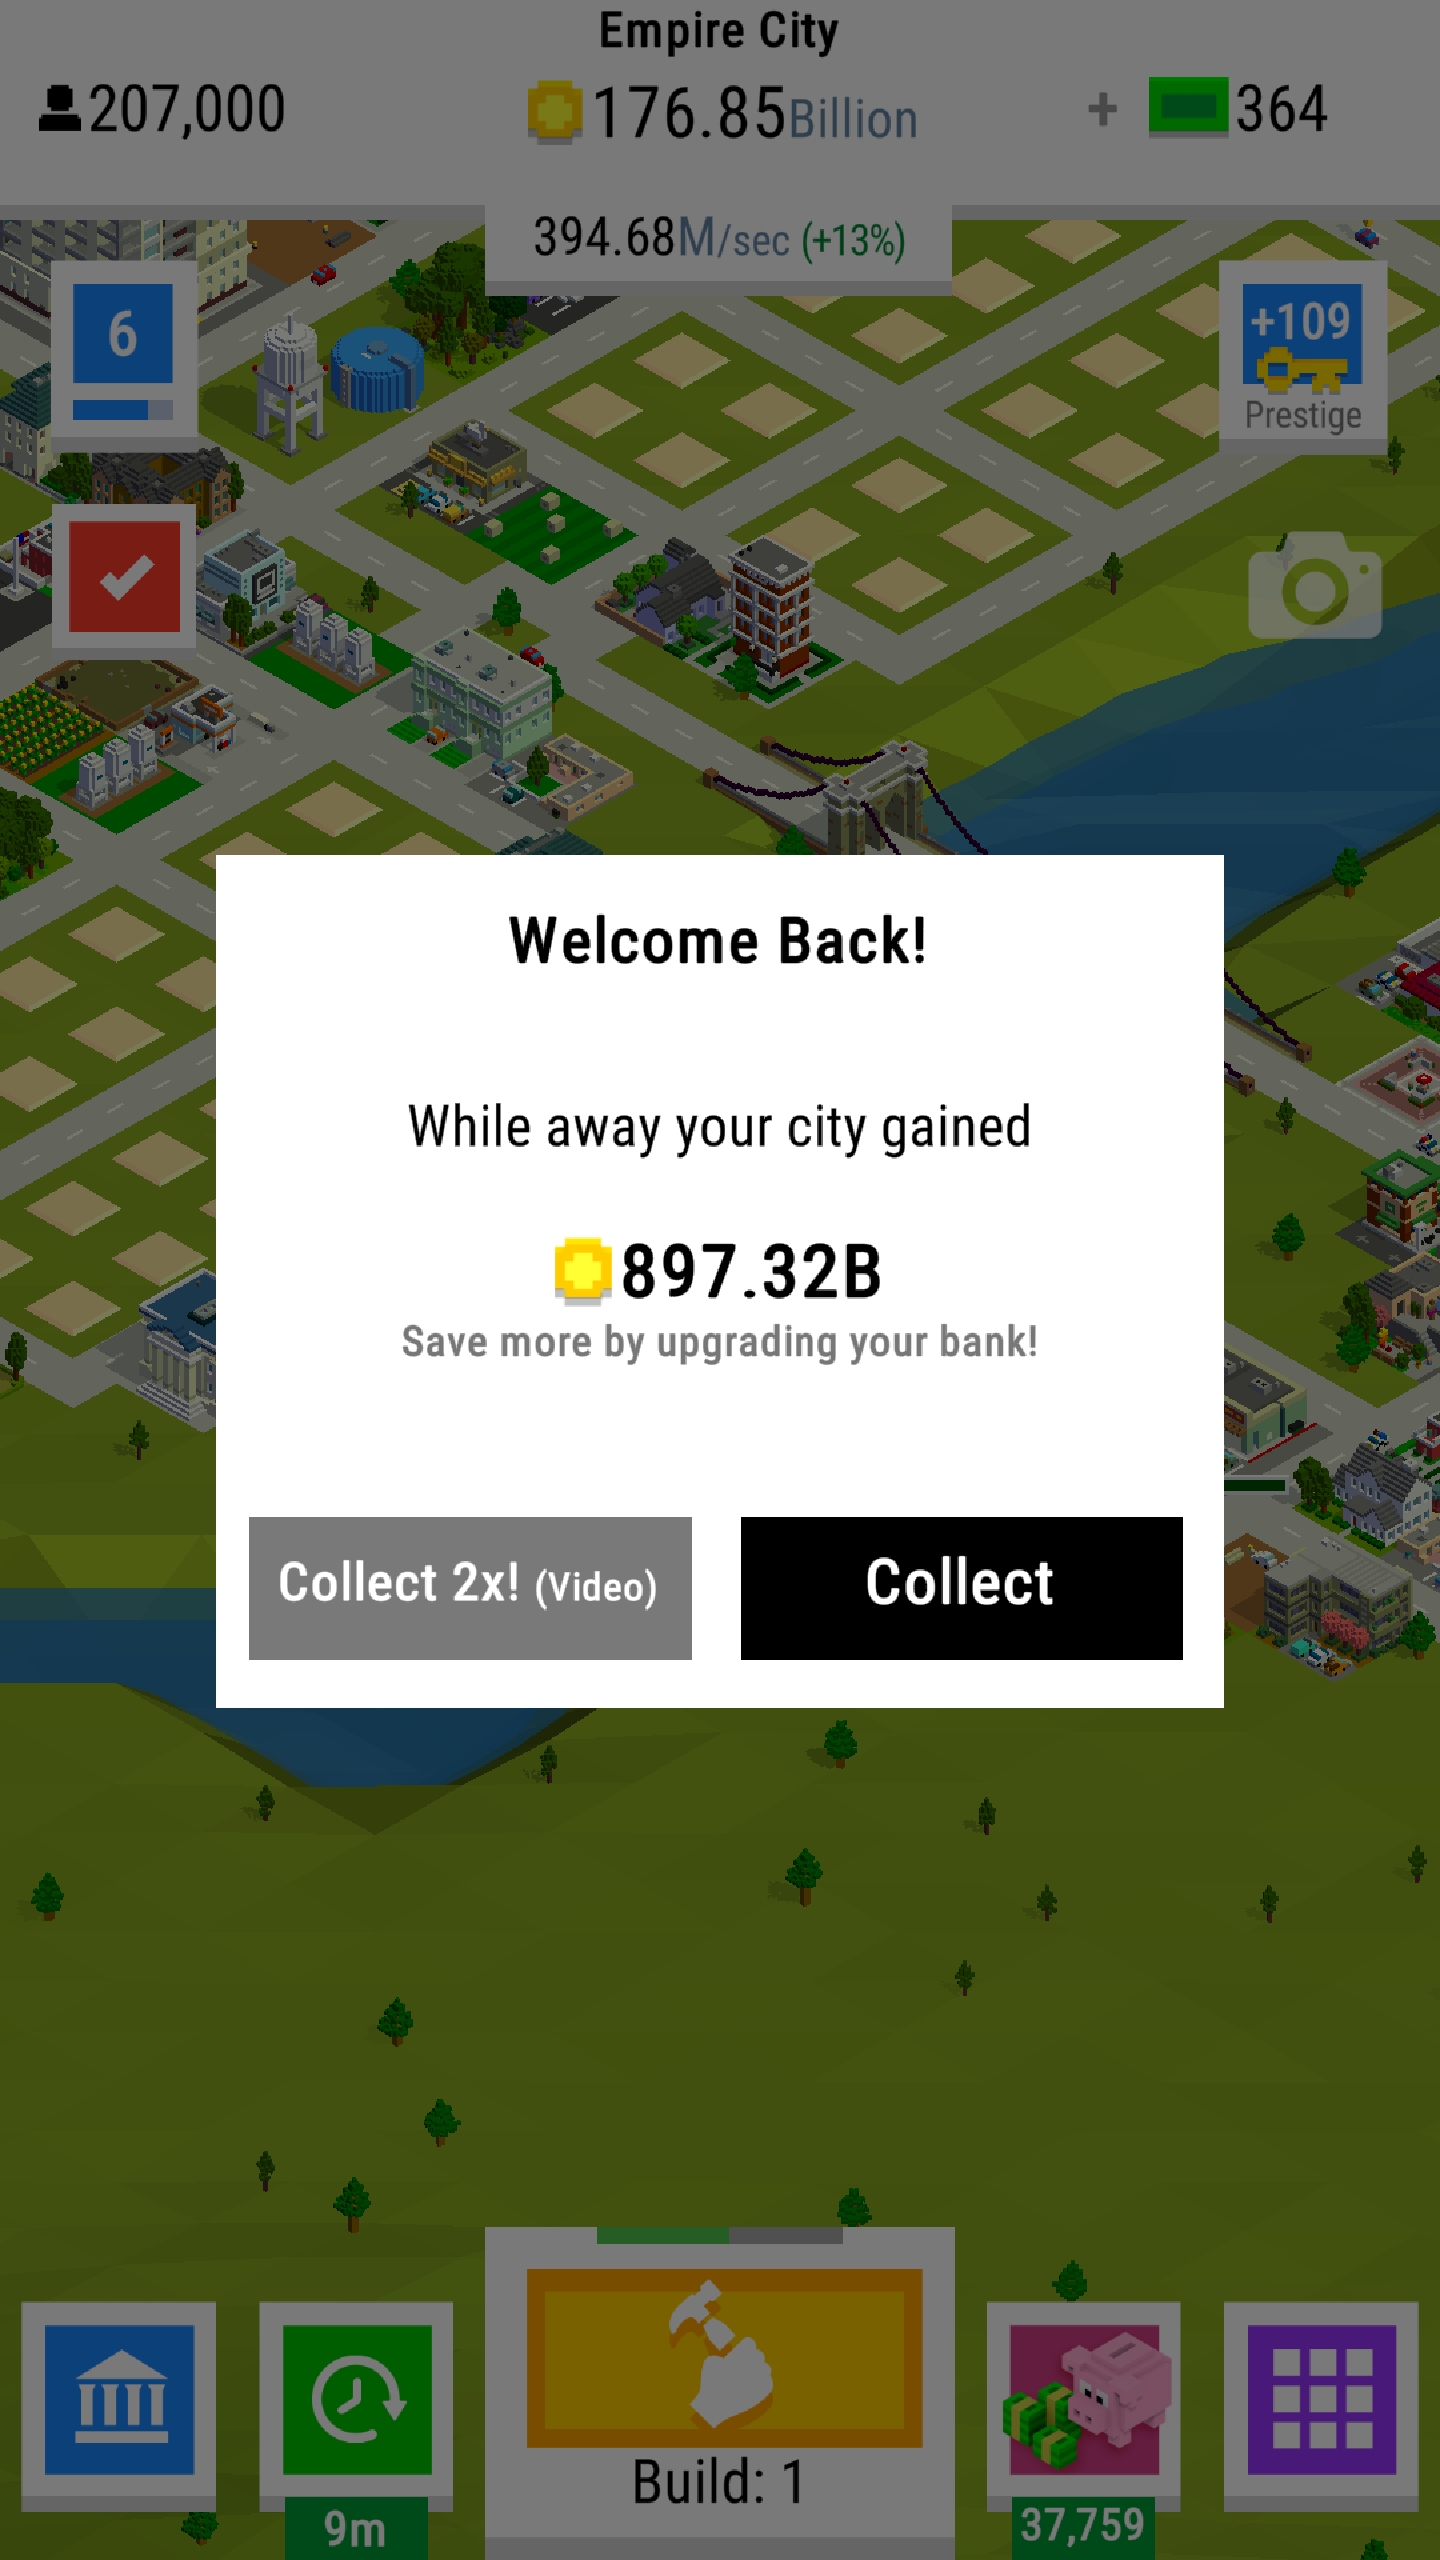 Empire City
207,000
176.85Billion
+ 364
394.68M/sec (+13%)
6
+109
Prestige
Welcome Back!
While away your city gained
897.32B
Save more by upgrading your bank!
Collect 2x! (Video)
Collect
Build: 1
9m
37,759